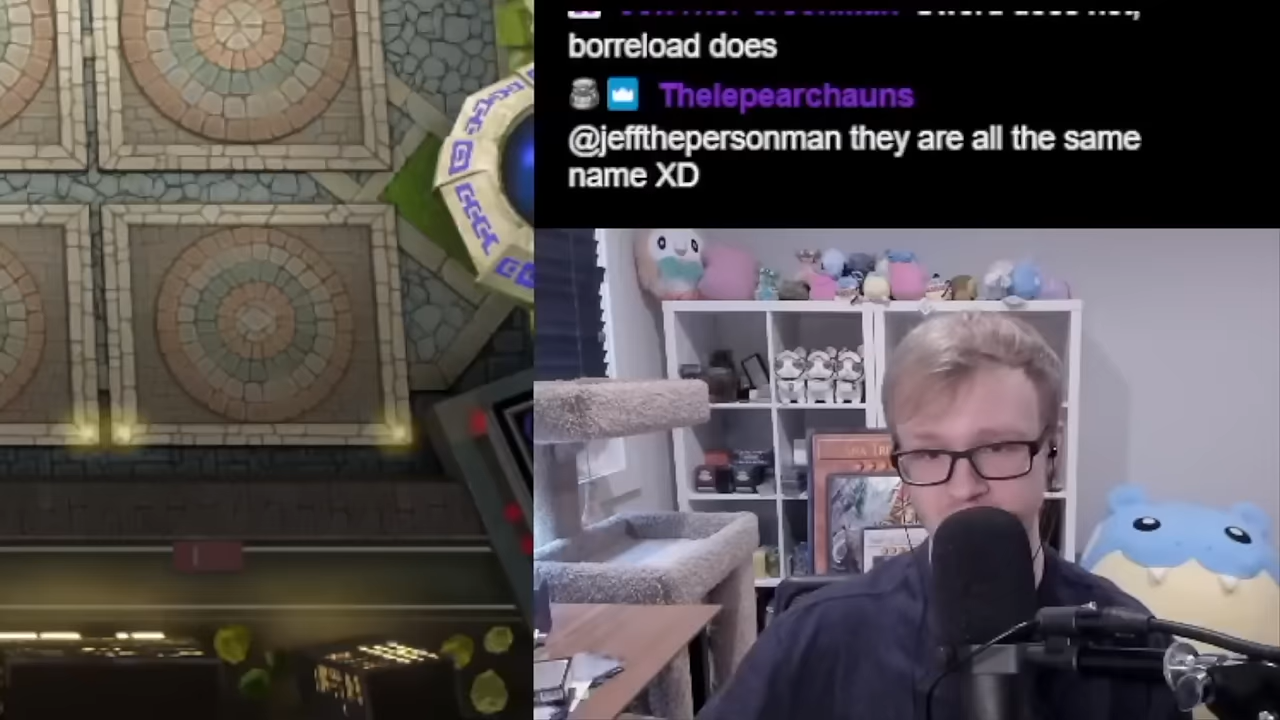 borreload does
Thelepearchauns
@jeffthepersonman they are all the same
name XD